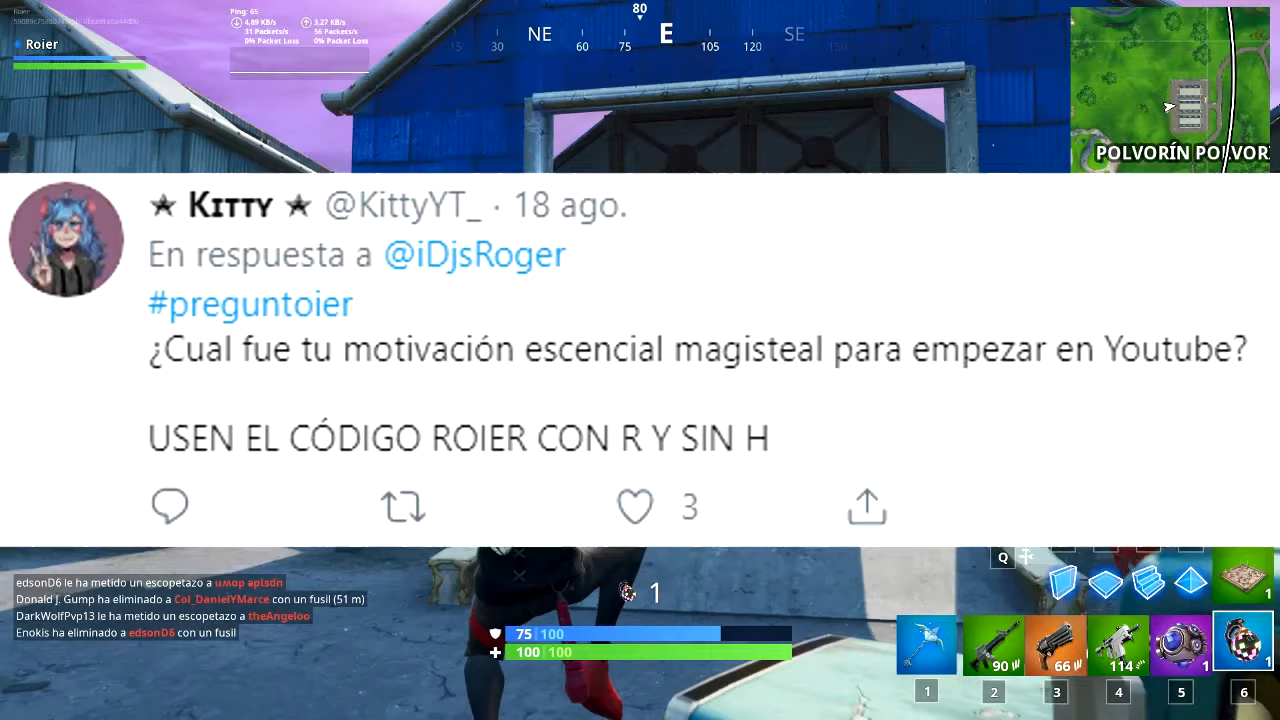 Roier
Ping: 65
4,89 KB/s 3,27 KB/s
31 Packets/s 56 Packets/s
0% Packet Loss 0% Packet Loss
Roier
80
30 NE 60 75 E 105 120 SE
POLVORÍN POLVOR
★ Kɪᴛᴛʏ ★ @KittyYT_ · 18 ago.
En respuesta a @iDjsRoger
#preguntoier
¿Cual fue tu motivación escencial magisteal para empezar en Youtube?
USEN EL CÓDIGO ROIER CON R Y SIN H
3
edsonD6 le ha metido un escopetazo a uʍop ǝpᴉsdn
Donald J. Gump ha eliminado a Col_DanielYMarce con un fusil (51 m)
DarkWolfPvp13 le ha metido un escopetazo a theAngeloo
Enokis ha eliminado a edsonD6 con un fusil
1
75 100
100 100
Q
1
90 66 114 1 1
1 2 3 4 5 6